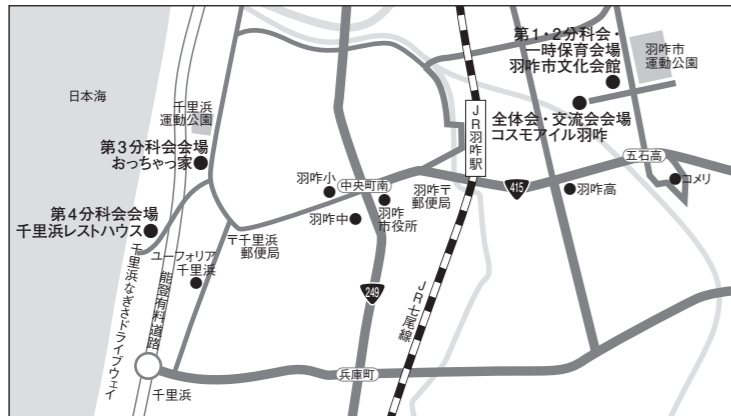 日本海
千里浜
運動公園
第3分科会会場
おっちゃっ家
第4分科会会場
千里浜レストハウス
ユーフォリア
千里浜
千里浜なぎさドライブウェイ
能登有料道路
千里浜
〒千里浜
郵便局
羽咋小
中央町南
羽咋中
羽咋
市役所
羽咋〒
郵便局
249
兵庫町
JR羽咋駅
JR七尾線
415
第1・2分科会・
一時保育会場
羽咋市文化会館
羽咋市
運動公園
全体会・交流会会場
コスモアイル羽咋
五石高
羽咋高
コメリ